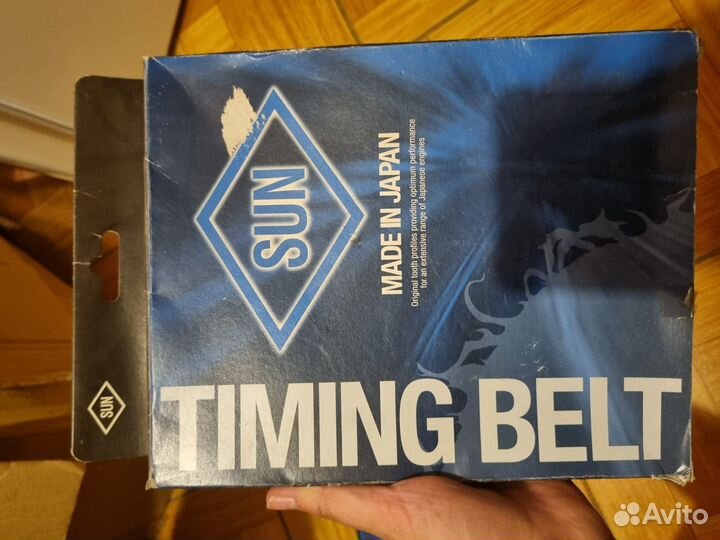 SUN
MADE IN JAPAN
Original tooth profiles providing optimum performance
for an extensive range of Japanese engines
TIMING BELT
SUN
Avito